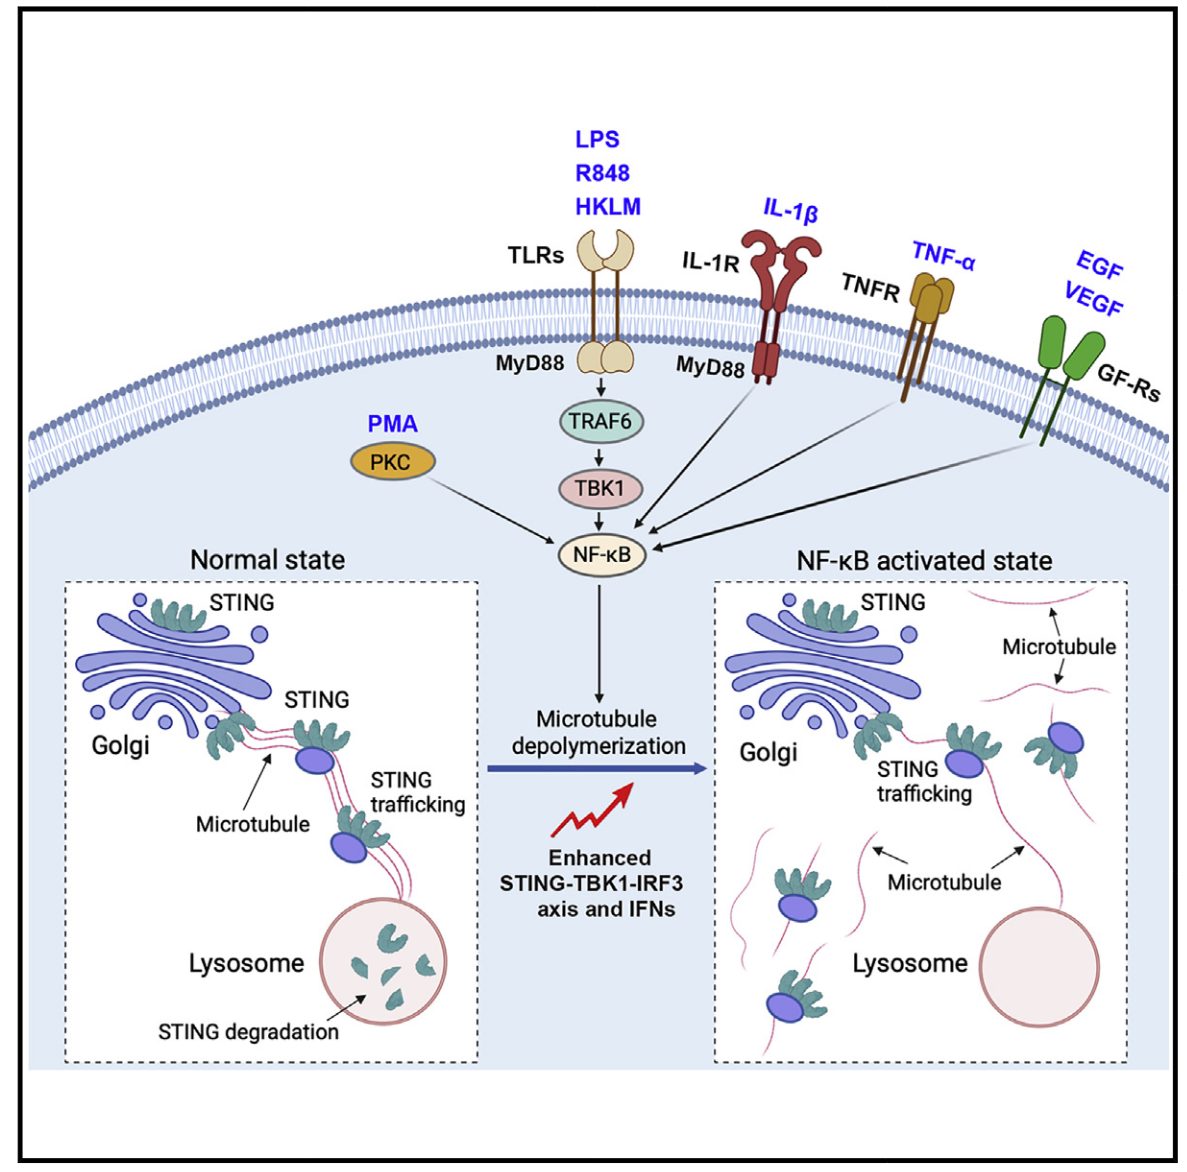 LPS
R848
HKLM
TLRs
MyD88
IL-1β
IL-1R
MyD88
TNF-α
TNFR
EGF
VEGF
GF-Rs
PMA
PKC
TRAF6
TBK1
NF-κB
Normal state
STING
STING
Golgi
STING
trafficking
Microtubule
Lysosome
STING degradation
Microtubule
depolymerization
Enhanced
STING-TBK1-IRF3
axis and IFNs
NF-κB activated state
STING
Microtubule
Golgi
STING
trafficking
Microtubule
Lysosome